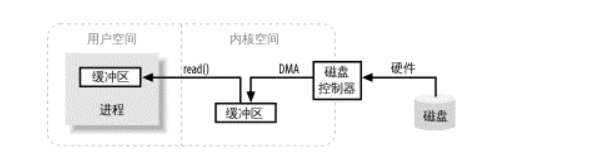 用户空间
内核空间
缓冲区
进程
read()
缓冲区
DMA
磁盘
控制器
硬件
磁盘